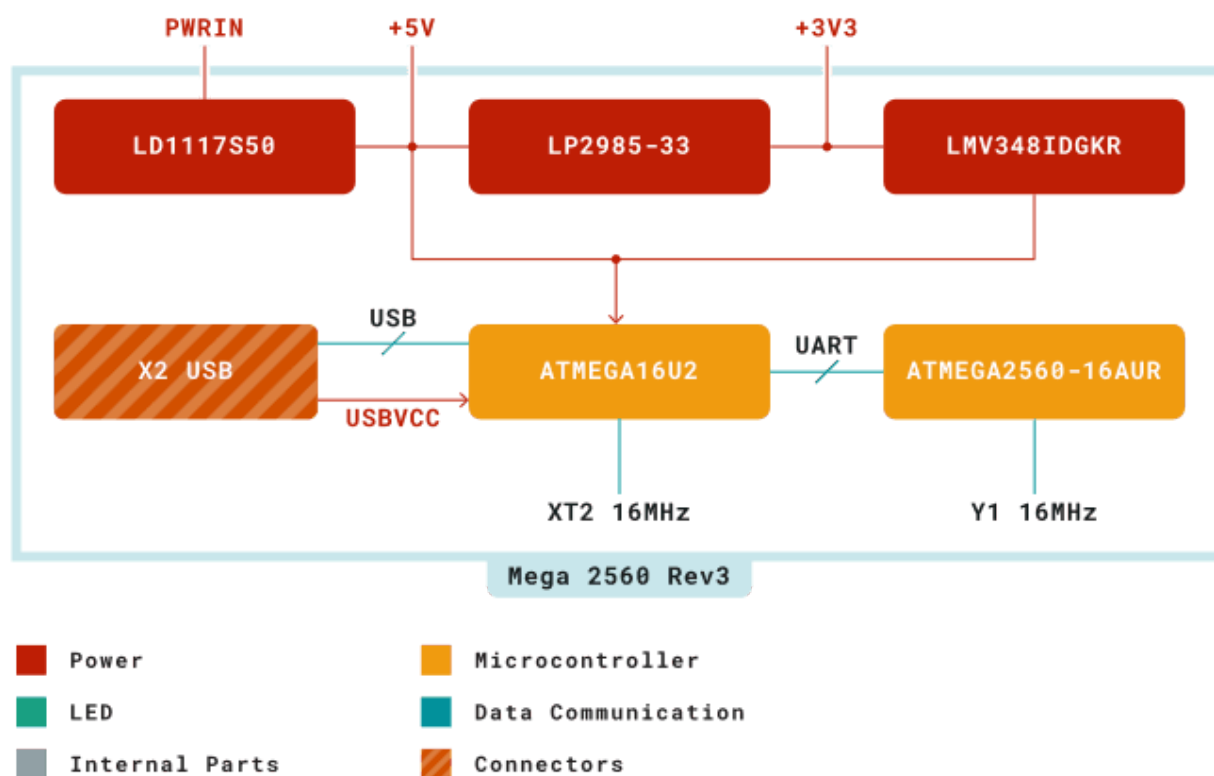 PWRIN
+5V
+3V3
LD1117S50
LP2985-33
LMV348IDGKR
USB
UART
X2 USB
ATMEGA16U2
ATMEGA2560-16AUR
USBVCC
XT2 16MHz
Y1 16MHz
Mega 2560 Rev3
Power
Microcontroller
LED
Data Communication
Internal Parts
Connectors